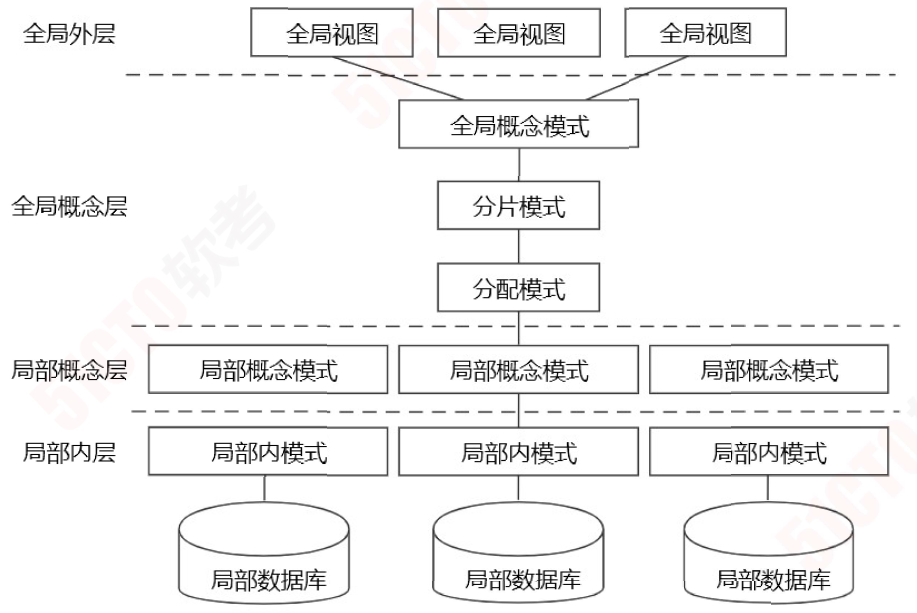 全局外层 全局视图 全局视图 全局视图
全局概念模式
全局概念层 分片模式
分配模式
局部概念层 局部概念模式 局部概念模式 局部概念模式
局部内层 局部内模式 局部内模式 局部内模式
局部数据库 局部数据库 局部数据库
51CTO
51CTO软考
51CTO